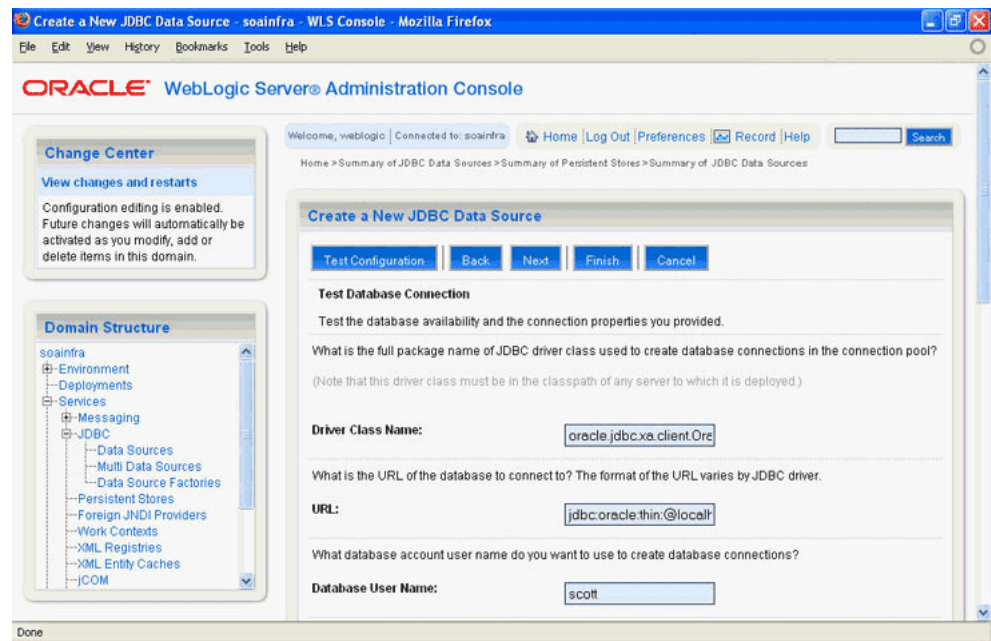 Create a New JDBC Data Source - soainfra - WLS Console - Mozilla Firefox
File Edit View History Bookmarks Tools Help
ORACLE WebLogic Server® Administration Console
Change Center
View changes and restarts
Configuration editing is enabled.
Future changes will automatically be
activated as you modify, add or
delete items in this domain.
Domain Structure
soainfra
Environment
Deployments
Services
Messaging
JDBC
Data Sources
Multi Data Sources
Data Source Factories
Persistent Stores
Foreign JNDI Providers
Work Contexts
XML Registries
XML Entity Caches
jCOM
Welcome, weblogic Connected to: soainfra Home Log Out Preferences Record Help Search
Home >Summary of JDBC Data Sources >Summary of Persistent Stores >Summary of JDBC Data Sources
Create a New JDBC Data Source
Test Configuration Back Next Finish Cancel
Test Database Connection
Test the database availability and the connection properties you provided.
What is the full package name of JDBC driver class used to create database connections in the connection pool?
(Note that this driver class must be in the classpath of any server to which it is deployed.)
Driver Class Name: oracle.jdbc.xa.client.Ora
What is the URL of the database to connect to? The format of the URL varies by JDBC driver.
URL: jdbc:oracle:thin:@localh
What database account user name do you want to use to create database connections?
Database User Name: scott
Done